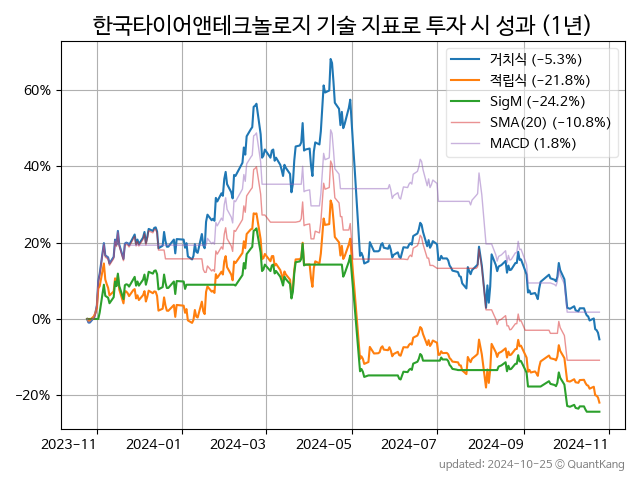 한국타이어앤테크놀로지 기술 지표로 투자 시 성과 (1년)
거치식 (−5.3%)
적립식 (−21.8%)
SigM (−24.2%)
SMA(20) (−10.8%)
MACD (1.8%)
60%
40%
20%
0%
−20%
2023−11 2024−01 2024−03 2024−05 2024−07 2024−09 2024−11
updated: 2024-10-25 © QuantKang